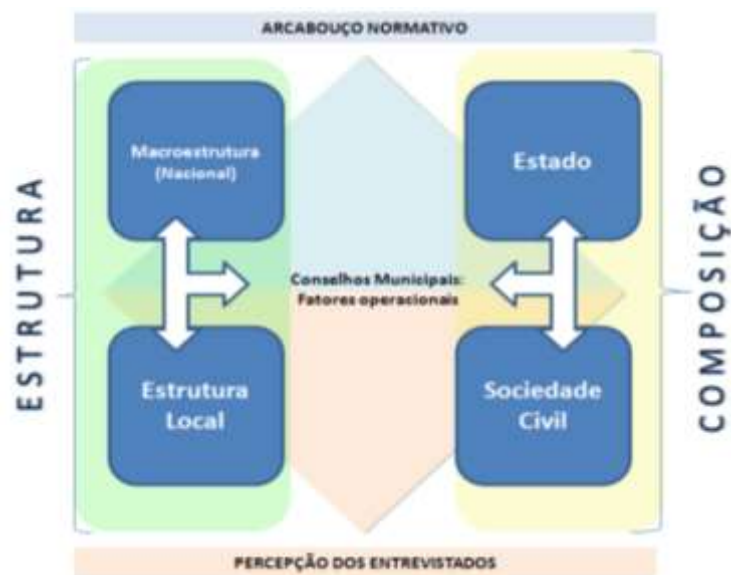 ARCABOUÇO NORMATIVO
ESTRUTURA
Macroestrutura
(Nacional)
Estado
Conselhos Municipais:
Fatores operacionais
Estrutura
Local
Sociedade
Civil
COMPOSIÇÃO
PERCEPÇÃO DOS ENTREVISTADOS